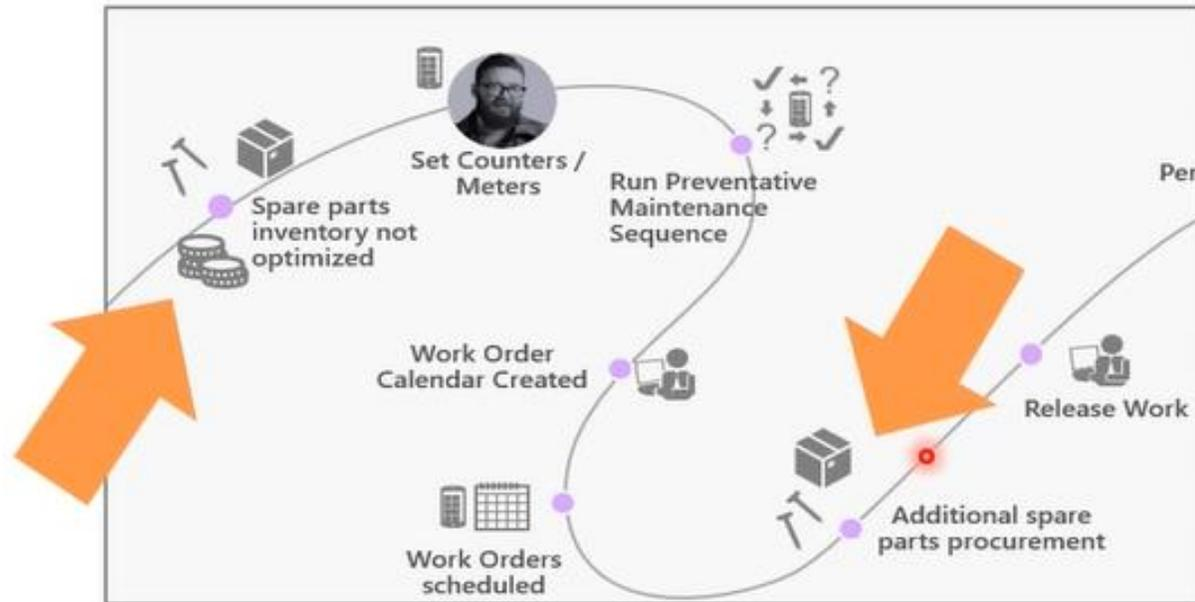 Spare parts
inventory not
optimized
Set Counters /
Meters
Run Preventative
Maintenance
Sequence
Work Order
Calendar Created
Work Orders
scheduled
Additional spare
parts procurement
Release Work
Per